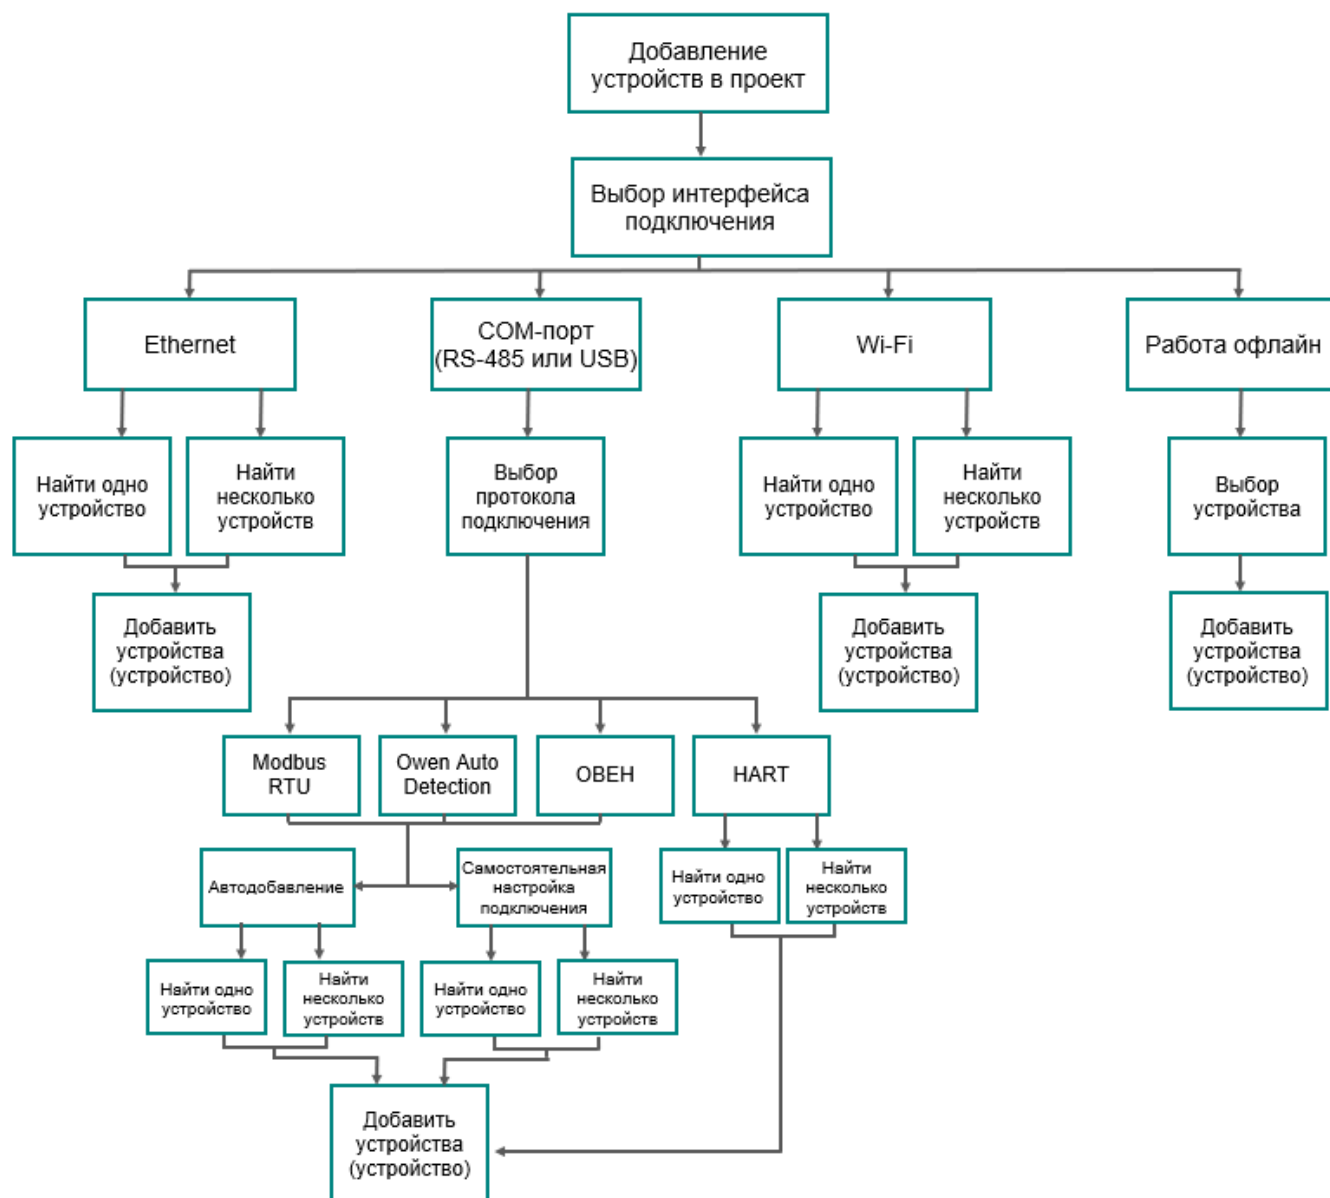 Добавление
устройств в проект
Выбор интерфейса
подключения
Ethernet
COM-порт
(RS-485 или USB)
Wi-Fi
Работа офлайн
Найти одно
устройство
Найти
несколько
устройств
Выбор
протокола
подключения
Найти одно
устройство
Найти
несколько
устройств
Выбор
устройства
Добавить
устройства
(устройство)
Добавить
устройства
(устройство)
Добавить
устройства
(устройство)
Modbus
RTU
Owen Auto
Detection
ОВЕН
HART
Автодобавление
Самостоятельная
настройка
подключения
Найти одно
устройство
Найти
несколько
устройств
Найти одно
устройство
Найти
несколько
устройств
Найти одно
устройство
Найти
несколько
устройств
Добавить
устройства
(устройство)